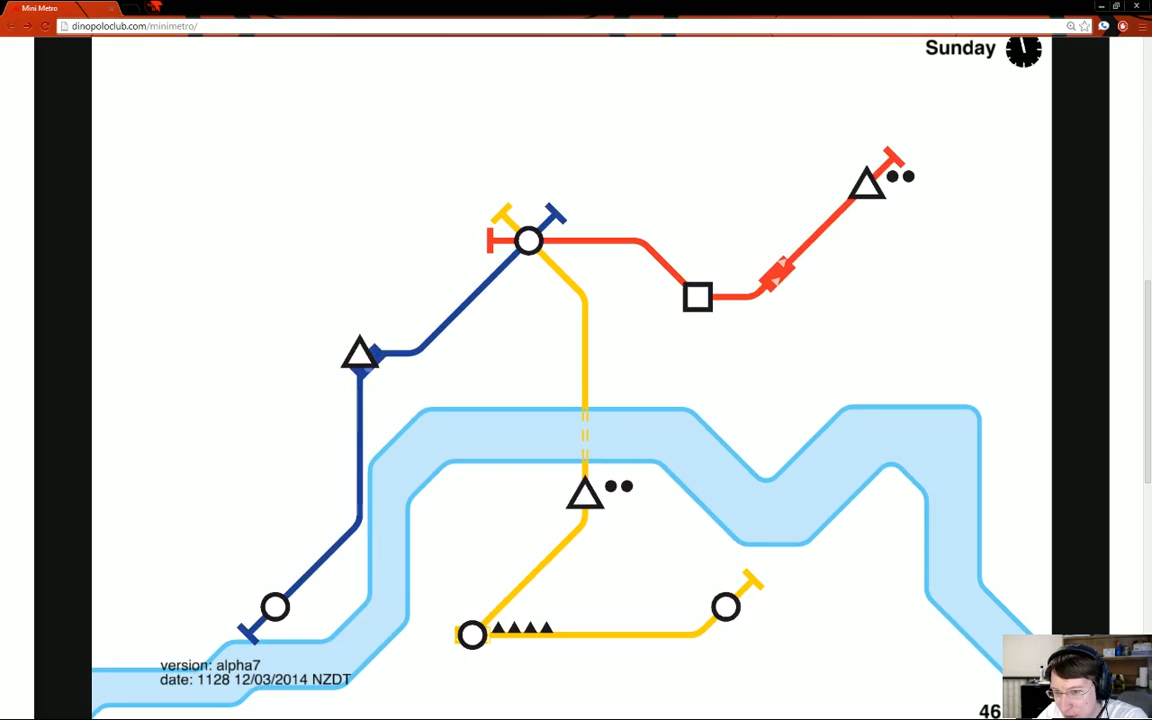 Mini Metro
dinopoloclub.com/minimetro/
Sunday
version: alpha7
date: 1128 12/03/2014 NZDT
46